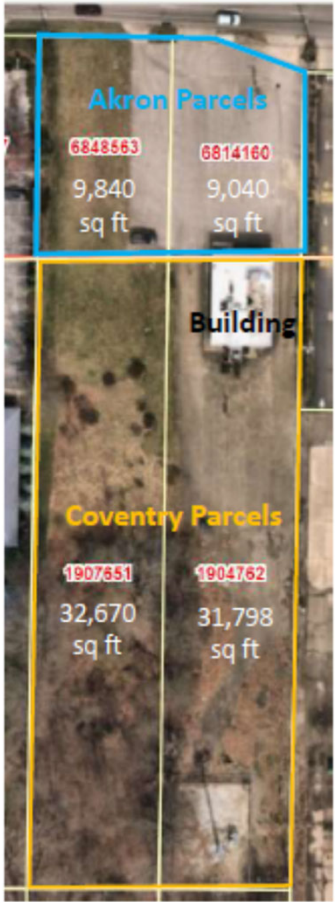 Akron Parcels
7
6848563
6814160
9,840
sq ft
9,040
sq ft
Building
Coventry Parcels
1907651
1904762
32,670
sq ft
31,798
sq ft